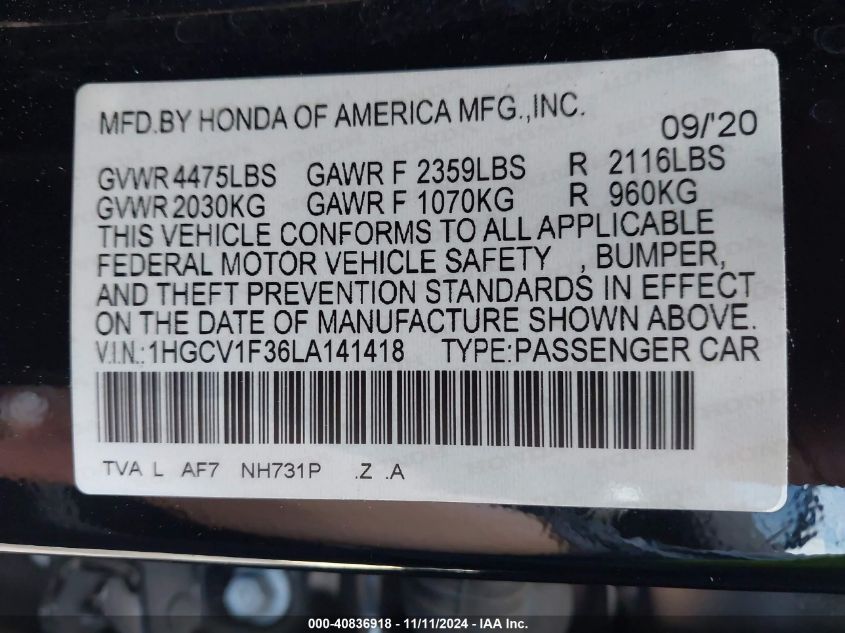 MFD.BY HONDA OF AMERICA MFG.,INC. 09/'20
GVWR 4475LBS GAWR F 2359LBS R 2116LBS
GVWR 2030KG GAWR F 1070KG R 960KG
THIS VEHICLE CONFORMS TO ALL APPLICABLE
FEDERAL MOTOR VEHICLE SAFETY , BUMPER,
AND THEFT PREVENTION STANDARDS IN EFFECT
ON THE DATE OF MANUFACTURE SHOWN ABOVE.
V.I.N.:1HGCV1F36LA141418 TYPE:PASSENGER CAR
TVA L AF7 NH731P .Z .A
000-40836918 - 11/11/2024 - IAA Inc.